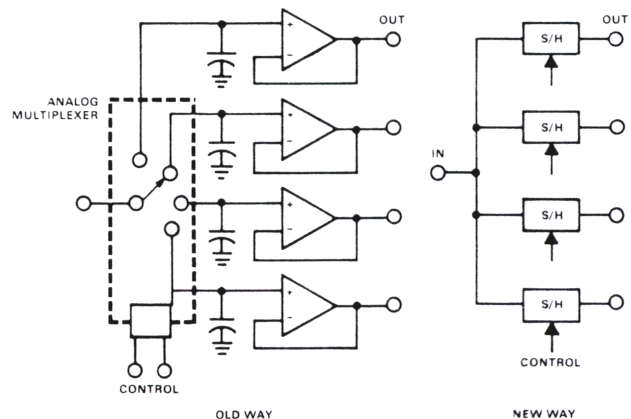 OUT
+
−
ANALOG
MULTIPLEXER
+
−
+
−
+
−
CONTROL
OLD WAY
OUT
S/H
S/H
IN
S/H
S/H
CONTROL
NEW WAY